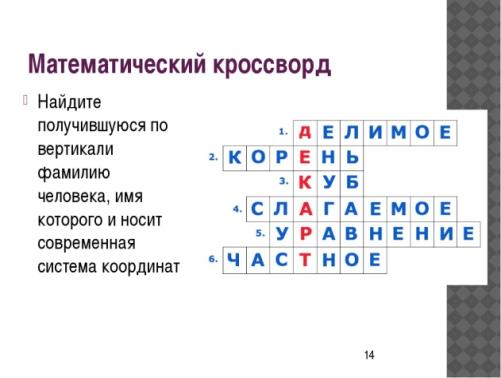 Математический кроссворд
Найдите
получившуюся по
вертикали
фамилию
человека, имя
которого и носит
современная
система координат
1. ДЕЛИМОЕ
2. КОРЕНЬ
3. КУБ
4. СЛАГАЕМОЕ
5. УРАВНЕНИЕ
6. ЧАСТНОЕ
14